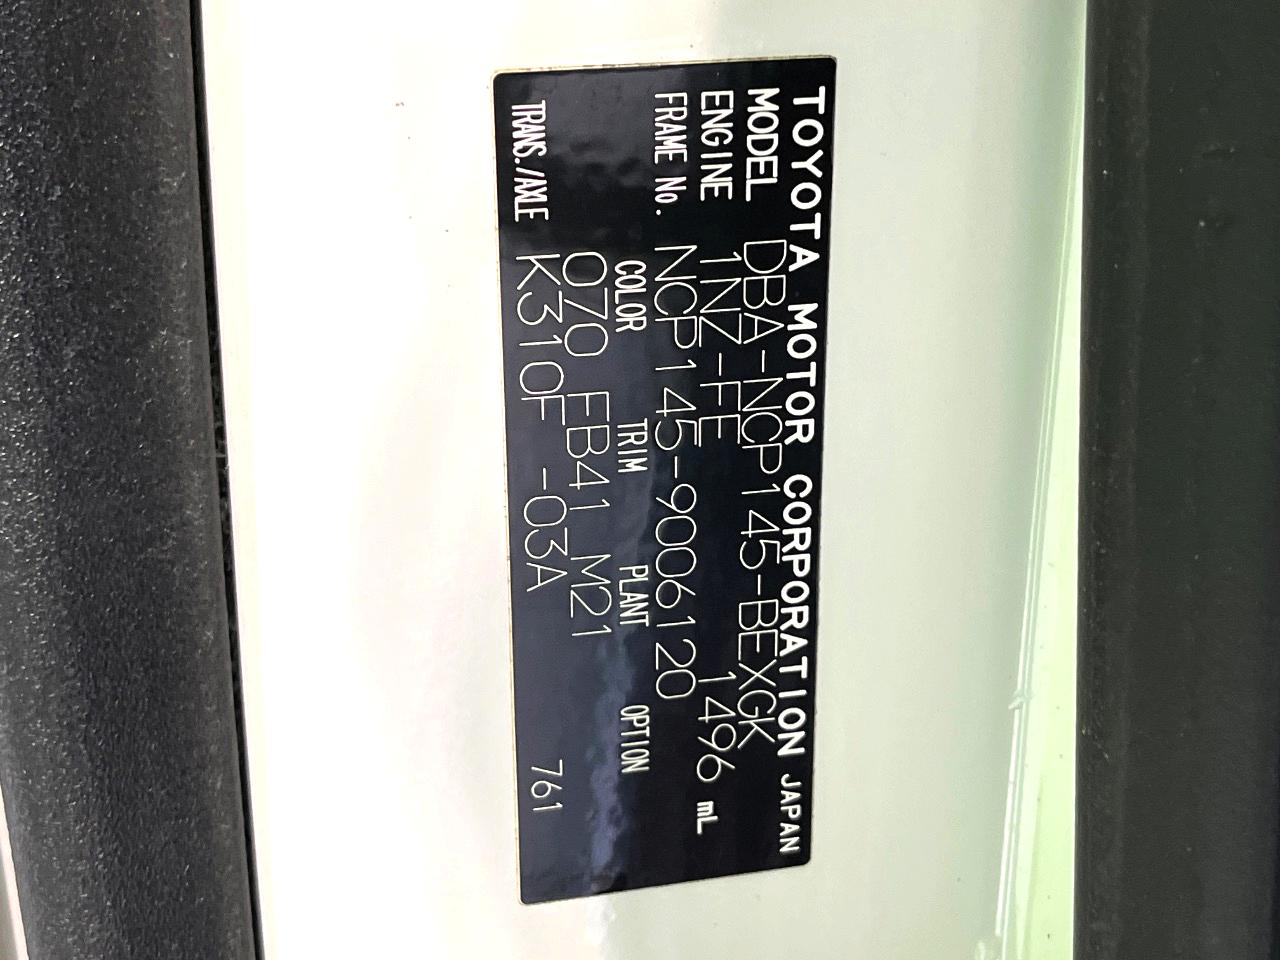 TOYOTA MOTOR CORPORATION JAPAN
MODEL DBA-NCP145-BEXGK
ENGINE 1NZ-FE 1496 mL
FRAME No. NCP145-9006120
COLOR TRIM PLANT OPTION
070 FB41 M21
TRANS./AXLE K310F -03A 761